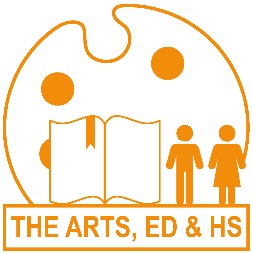 THE ARTS, ED & HS